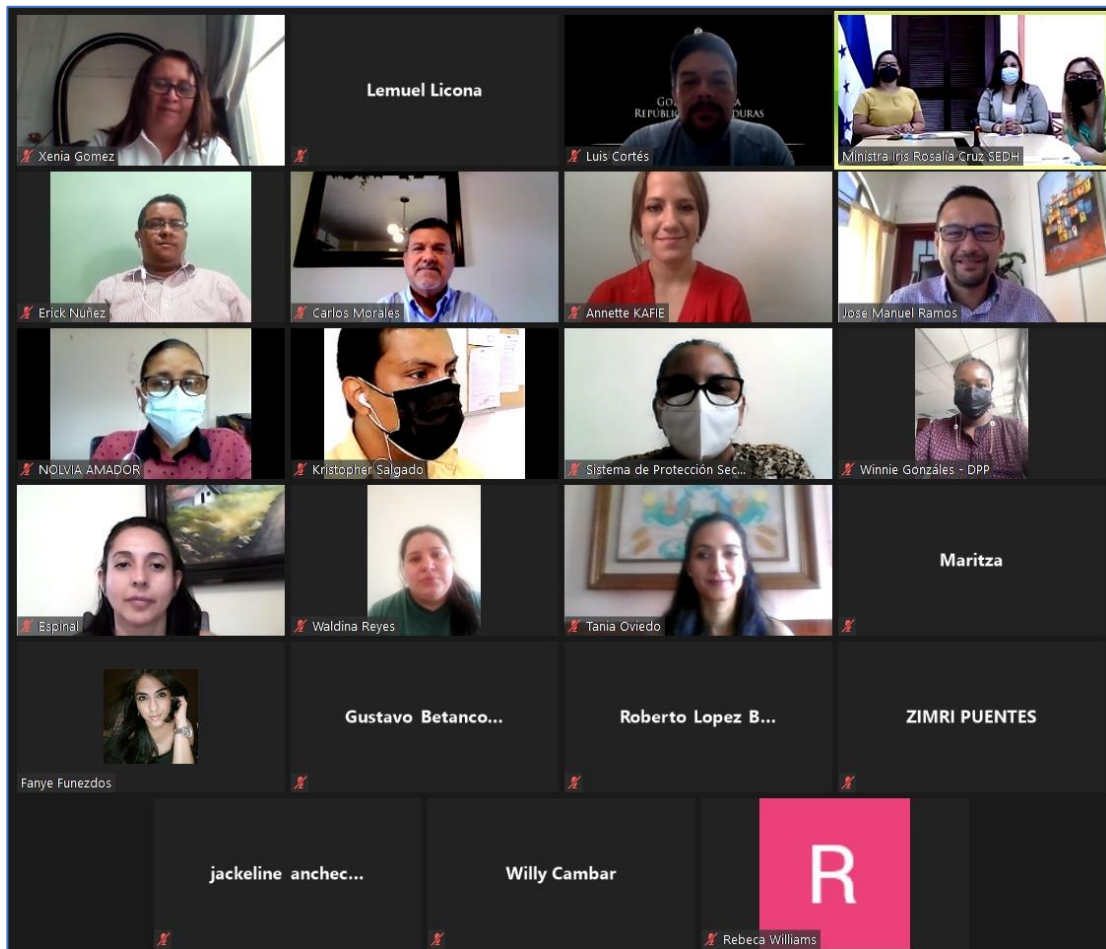 Xenia Gomez
Lemuel Licona
Luis Cortés
Ministra Iris Rosalia Cruz SEDH
Erick Nuñez
Carlos Morales
Annette KAFIE
José Manuel Ramos
NOLVIA AMADOR
Kristopher Salgado
Sistema de Protección Sec...
Winnie Gonzáles - DPP
Espinal
Waldina Reyes
Tania Oviedo
Maritza
Fanye Funezdos
Gustavo Betanco...
Roberto Lopez B...
ZIMRI PUENTES
jackeline anchec...
Willy Cambar
R
Rebeca Williams